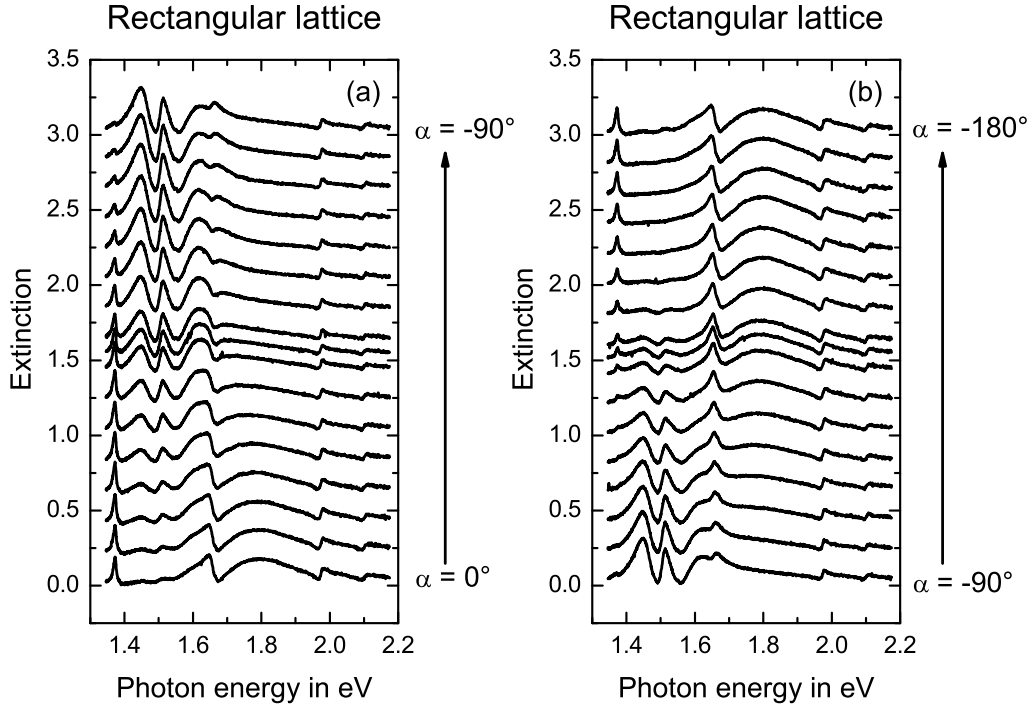 Rectangular lattice
(a)
3.5
3.0
2.5
2.0
1.5
1.0
0.5
0.0
Extinction
1.4 1.6 1.8 2.0 2.2
Photon energy in eV
α = -90°
α = 0°
Rectangular lattice
(b)
3.5
3.0
2.5
2.0
1.5
1.0
0.5
0.0
Extinction
1.4 1.6 1.8 2.0 2.2
Photon energy in eV
α = -180°
α = -90°